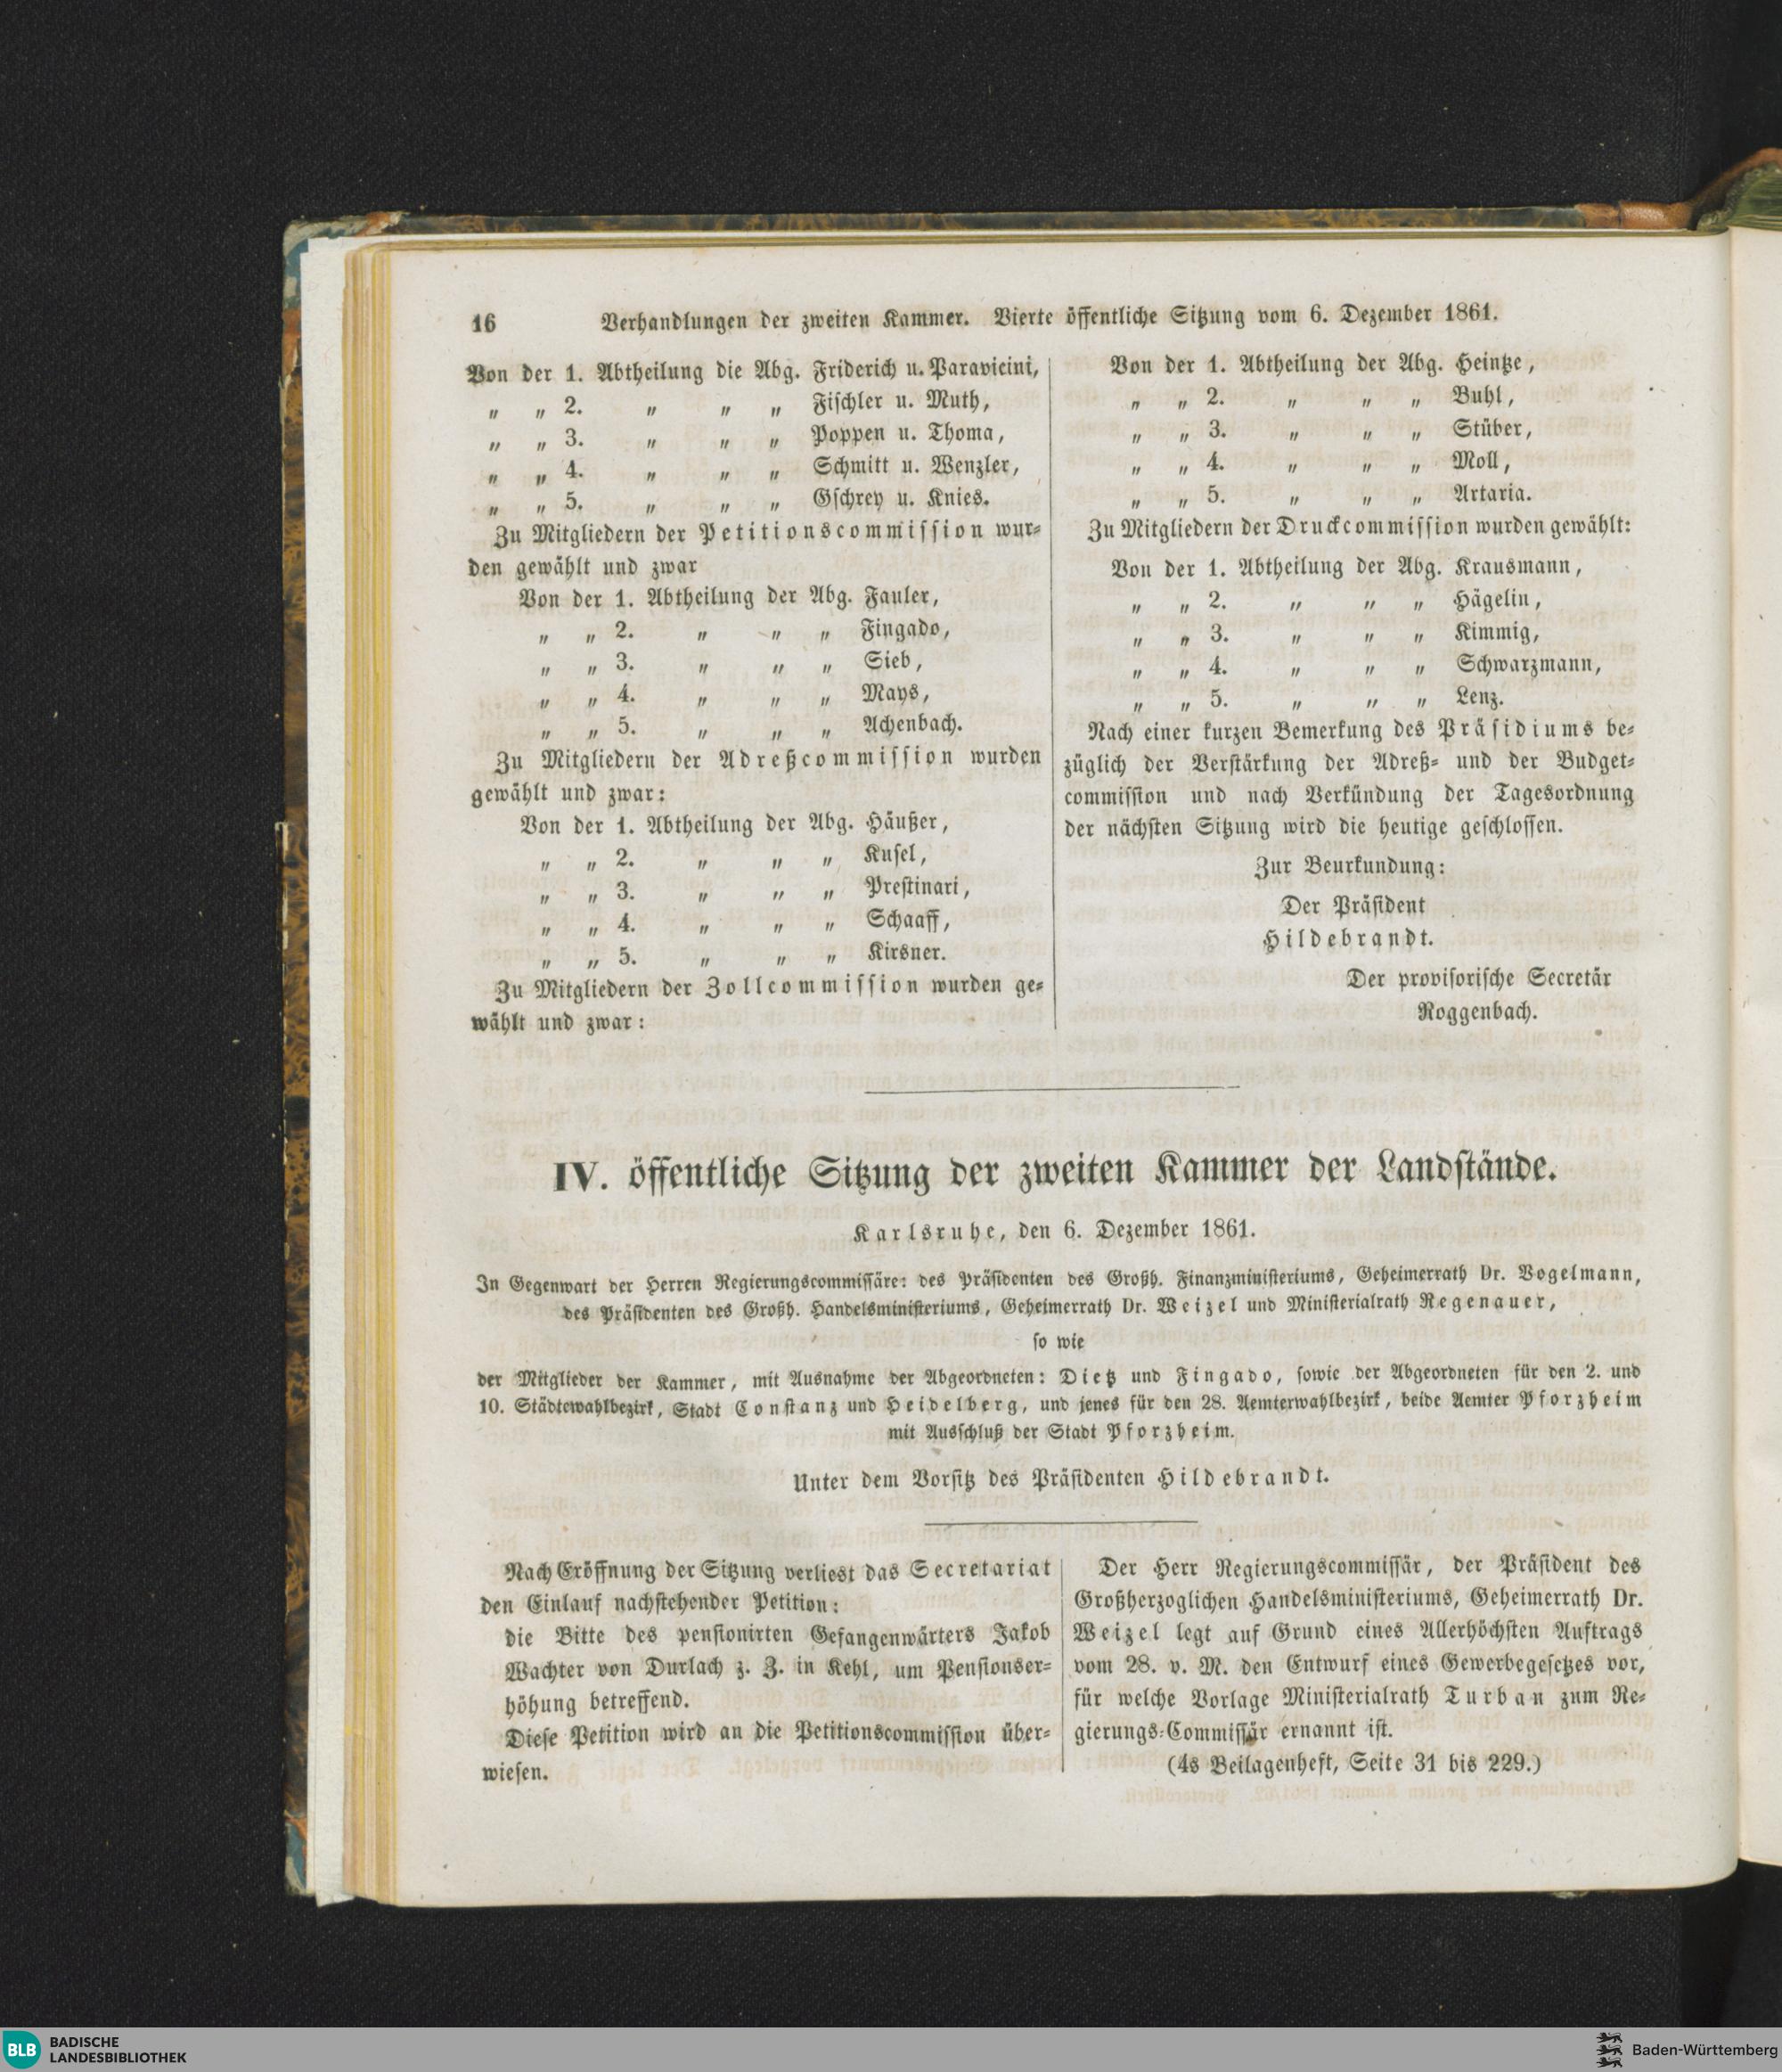 16 Verhandlungen der zweiten Kammer. Vierte öffentliche Sitzung vom 6. Dezember 1861.
Von der 1. Abtheilung die Abg. Friderich u. Paravicini,
„ „ 2. „ „ „ Fischler u. Muth,
„ „ 3. „ „ „ Poppen u. Thoma,
„ „ 4. „ „ „ Schmitt u. Wenzler,
„ „ 5. „ „ „ Gschrey u. Knies.
Zu Mitgliedern der Petitionscommission wur-
den gewählt und zwar
Von der 1. Abtheilung der Abg. Fauler,
„ „ 2. „ „ „ Fingado,
„ „ 3. „ „ „ Sieb,
„ „ 4. „ „ „ Mays,
„ „ 5. „ „ „ Achenbach.
Zu Mitgliedern der Adreßcommission wurden
gewählt und zwar:
Von der 1. Abtheilung der Abg. Häußer,
„ „ 2. „ „ „ Kusel,
„ „ 3. „ „ „ Prestinari,
„ „ 4. „ „ „ Schaaff,
„ „ 5. „ „ „ Kirsner.
Zu Mitgliedern der Zollcommission wurden ge-
wählt und zwar:
Von der 1. Abtheilung der Abg. Heintze,
„ „ 2. „ „ „ Buhl,
„ „ 3. „ „ „ Stüber,
„ „ 4. „ „ „ Moll,
„ „ 5. „ „ „ Artaria.
Zu Mitgliedern der Druckcommission wurden gewählt:
Von der 1. Abtheilung der Abg. Krausmann,
„ „ 2. „ „ „ Hägelin,
„ „ 3. „ „ „ Kimmig,
„ „ 4. „ „ „ Schwarzmann,
„ „ 5. „ „ „ Lenz.
Nach einer kurzen Bemerkung des Präsidiums be-
züglich der Verstärkung der Adreß- und der Budget-
commission und nach Verkündung der Tagesordnung
der nächsten Sitzung wird die heutige geschlossen.
Zur Beurkundung:
Der Präsident
Hildebrandt.
Der provisorische Secretär
Roggenbach.
IV. öffentliche Sitzung der zweiten Kammer der Landstände.
Karlsruhe, den 6. Dezember 1861.
In Gegenwart der Herren Regierungscommissäre: des Präsidenten des Großh. Finanzministeriums, Geheimerrath Dr. Vogelmann,
des Präsidenten des Großh. Handelsministeriums, Geheimerrath Dr. Weizel und Ministerialrath Regenauer,
so wie
der Mitglieder der Kammer, mit Ausnahme der Abgeordneten: Dietz und Fingado, sowie der Abgeordneten für den 2. und
10. Städtewahlbezirk, Stadt Constanz und Heidelberg, und jenes für den 28. Aemterwahlbezirk, beide Aemter Pforzheim
mit Ausschluß der Stadt Pforzheim.
Unter dem Vorsitz des Präsidenten Hildebrandt.
Nach Eröffnung der Sitzung verliest das Secretariat
den Einlauf nachstehender Petition:
die Bitte des pensionirten Gefangenwärters Jakob
Wachter von Durlach z. Z. in Kehl, um Pensionser-
höhung betreffend.
Diese Petition wird an die Petitionscommission über-
wiesen.
Der Herr Regierungscommissär, der Präsident des
Großherzoglichen Handelsministeriums, Geheimerrath Dr.
Weizel legt auf Grund eines Allerhöchsten Auftrags
vom 28. v. M. den Entwurf eines Gewerbegesetzes vor,
für welche Vorlage Ministerialrath Turban zum Re-
gierungs-Commissär ernannt ist.
(4s Beilagenheft, Seite 31 bis 229.)
BLB BADISCHE
LANDESBIBLIOTHEK
Baden-Württemberg